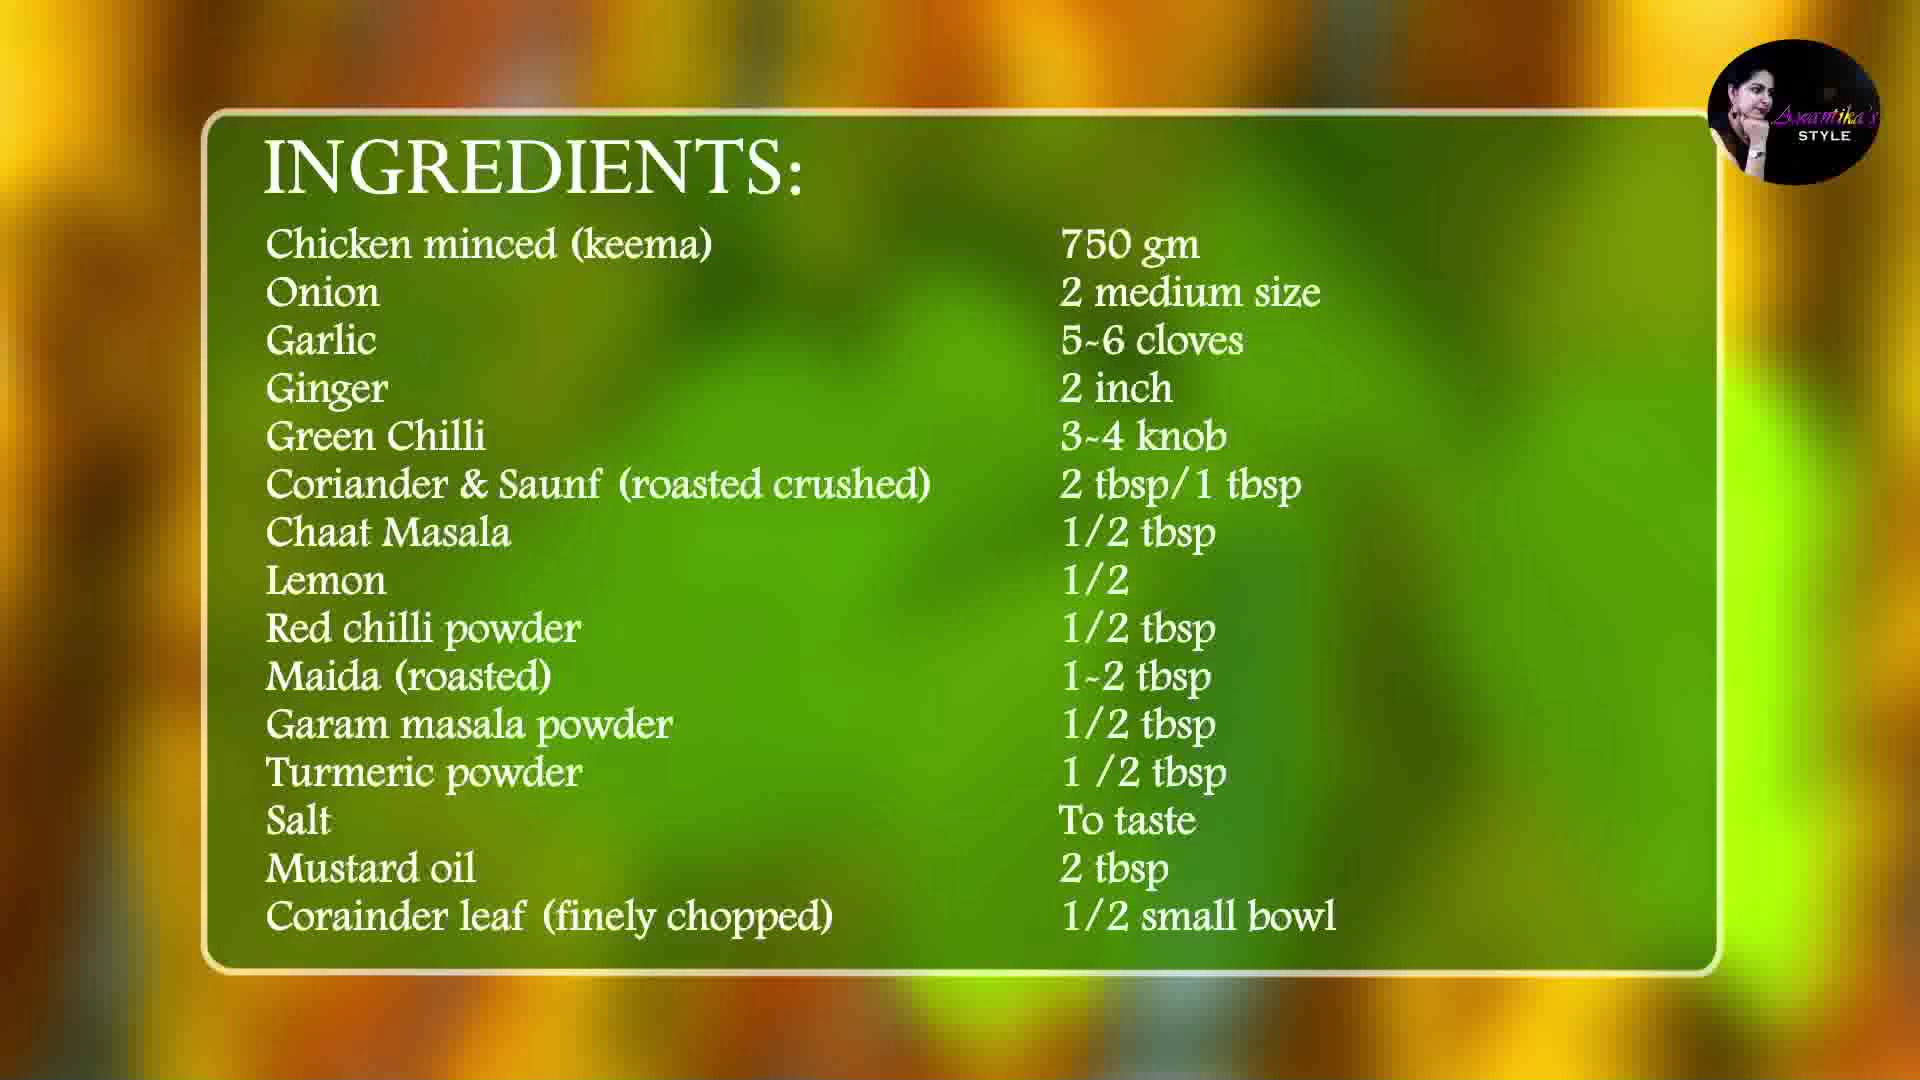 INGREDIENTS:
Chicken minced (keema) 750 gm
Onion 2 medium size
Garlic 5-6 cloves
Ginger 2 inch
Green Chilli 3-4 knob
Coriander & Saunf (roasted crushed) 2 tbsp/1 tbsp
Chaat Masala 1/2 tbsp
Lemon 1/2
Red chilli powder 1/2 tbsp
Maida (roasted) 1-2 tbsp
Garam masala powder 1/2 tbsp
Turmeric powder 1 /2 tbsp
Salt To taste
Mustard oil 2 tbsp
Corainder leaf (finely chopped) 1/2 small bowl
Awantika's
STYLE